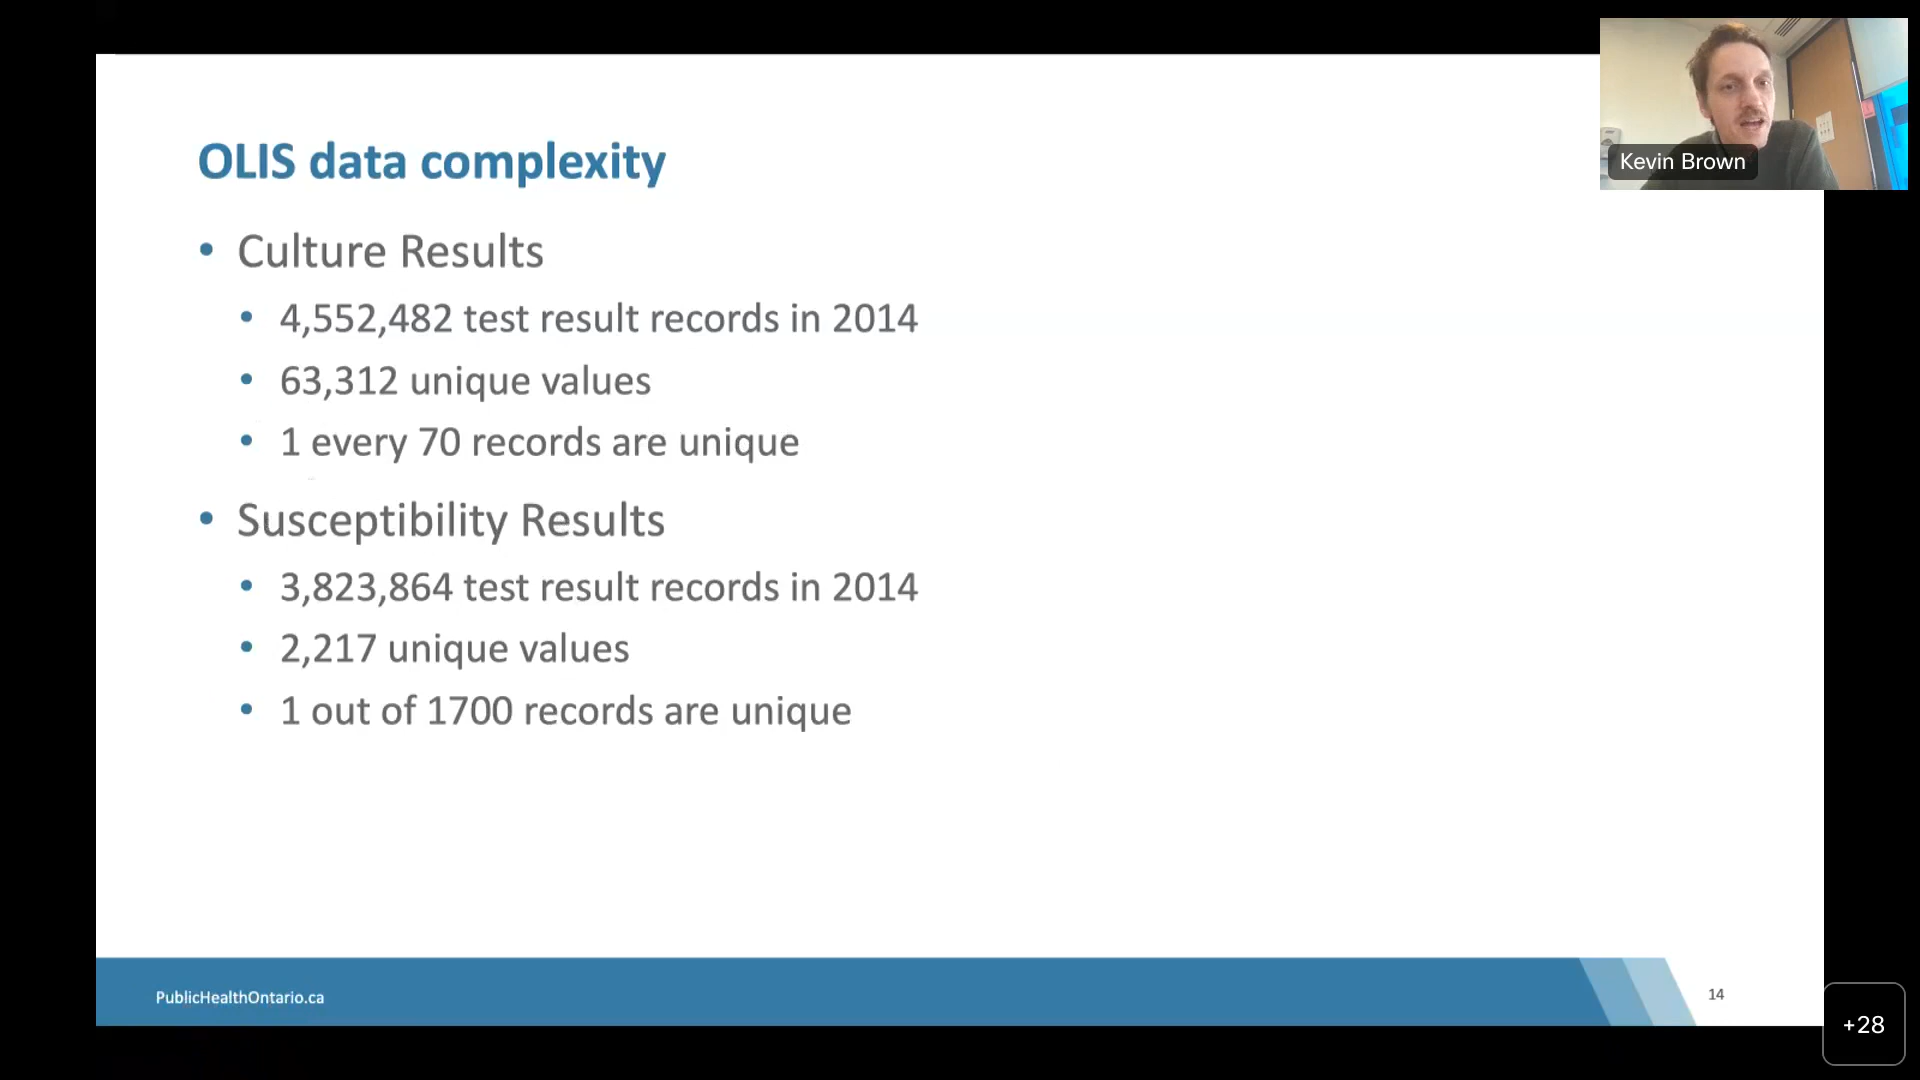 OLIS data complexity
• Culture Results
• 4,552,482 test result records in 2014
• 63,312 unique values
• 1 every 70 records are unique
• Susceptibility Results
• 3,823,864 test result records in 2014
• 2,217 unique values
• 1 out of 1700 records are unique
Kevin Brown
PublicHealthOntario.ca
14
+28